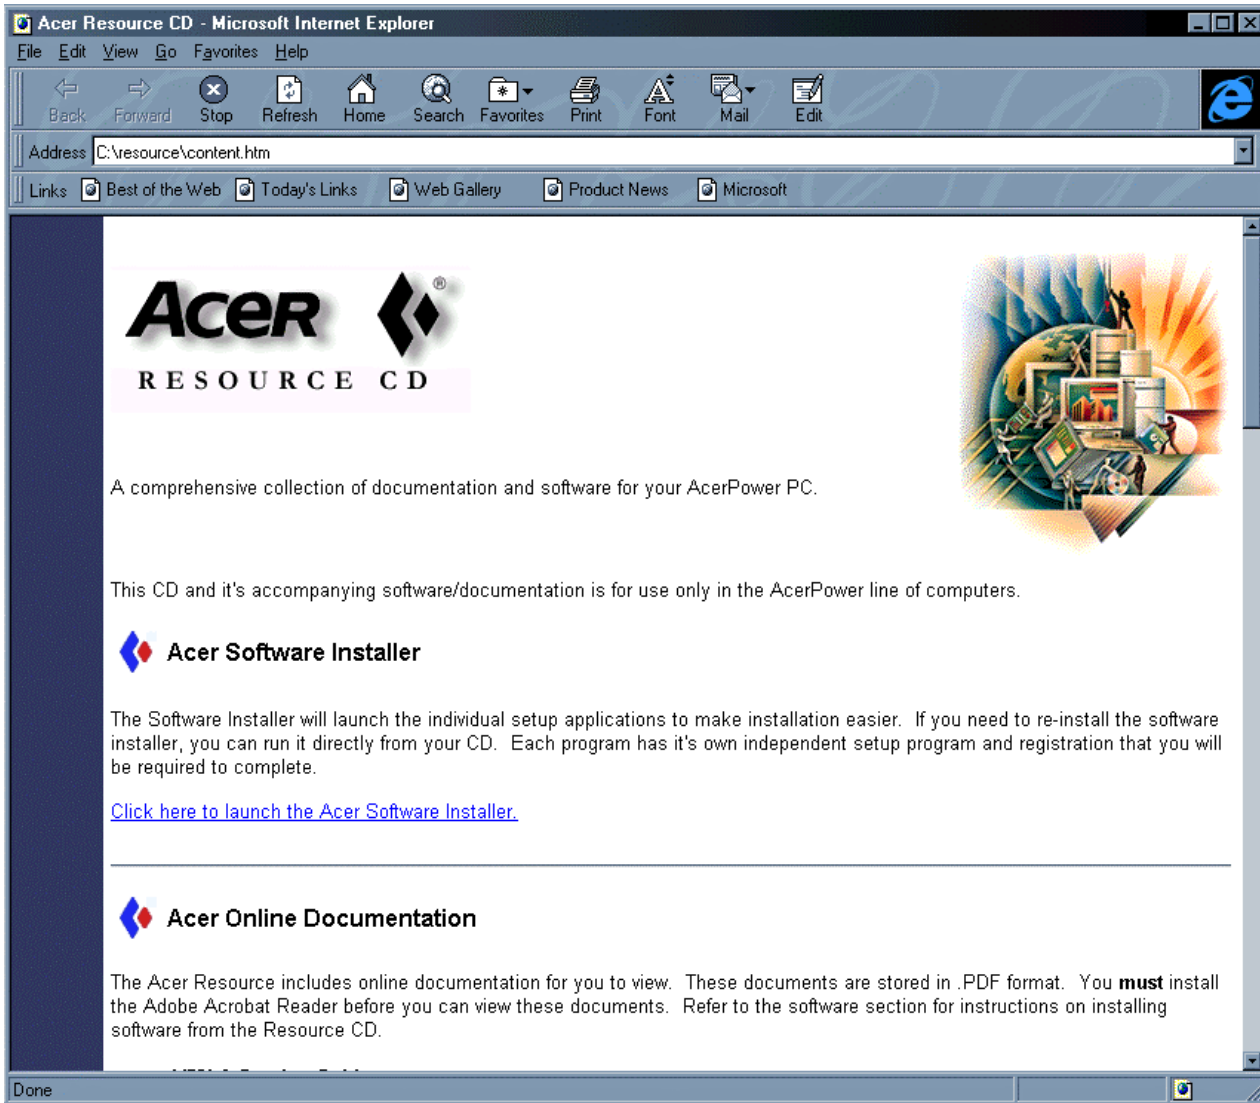 Acer Resource CD - Microsoft Internet Explorer
File Edit View Go Favorites Help
Back Forward Stop Refresh Home Search Favorites Print Font Mail Edit
Address C:\resource\content.htm
Links Best of the Web Today's Links Web Gallery Product News Microsoft
Acer ®
RESOURCE CD
A comprehensive collection of documentation and software for your AcerPower PC.
This CD and it's accompanying software/documentation is for use only in the AcerPower line of computers.
Acer Software Installer
The Software Installer will launch the individual setup applications to make installation easier. If you need to re-install the software
installer, you can run it directly from your CD. Each program has it's own independent setup program and registration that you will
be required to complete.
Click here to launch the Acer Software Installer.
Acer Online Documentation
The Acer Resource includes online documentation for you to view. These documents are stored in .PDF format. You must install
the Adobe Acrobat Reader before you can view these documents. Refer to the software section for instructions on installing
software from the Resource CD.
Done